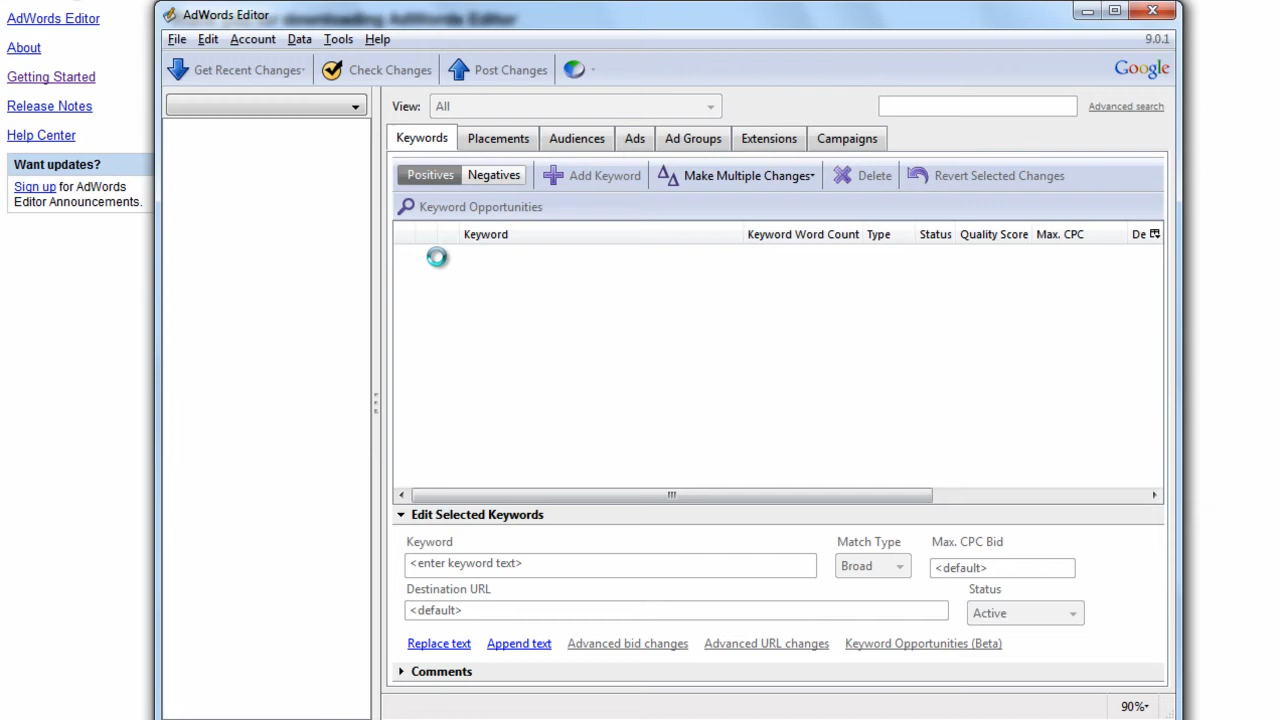 AdWords Editor
About
Getting Started
Release Notes
Help Center
Want updates?
Sign up for AdWords
Editor Announcements.
AdWords Editor
downloading AdWords Editor
File Edit Account Data Tools Help
9.0.1
Get Recent Changes
Check Changes
Post Changes
Google
View:
All
Advanced search
Keywords
Placements
Audiences
Ads
Ad Groups
Extensions
Campaigns
Positives
Negatives
Add Keyword
Make Multiple Changes
Delete
Revert Selected Changes
Keyword Opportunities
Keyword
Keyword Word Count
Type
Status
Quality Score
Max. CPC
De
Edit Selected Keywords
Keyword
Match Type
Max. CPC Bid
<enter keyword text>
Broad
<default>
Destination URL
Status
<default>
Active
Replace text
Append text
Advanced bid changes
Advanced URL changes
Keyword Opportunities (Beta)
Comments
90%